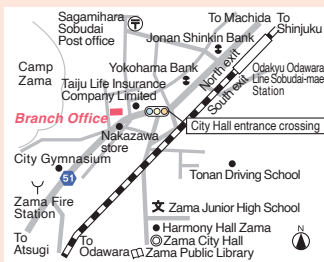 Sagamihara
Sobudai
Post office
To Machida
To
Shinjuku
Jonan Shinkin Bank
Camp
Zama
Yokohama Bank
North exit
South exit
Odakyu Odawara
Line Sobudai-mae
Station
Taiju Life Insurance
Company Limited
Branch Office
City Hall entrance crossing
Nakazawa
store
City Gymnasium
51
Tonan Driving School
Zama Fire
Station
文 Zama Junior High School
Harmony Hall Zama
Zama City Hall
To
Atsugi
To
Odawara
Zama Public Library
N